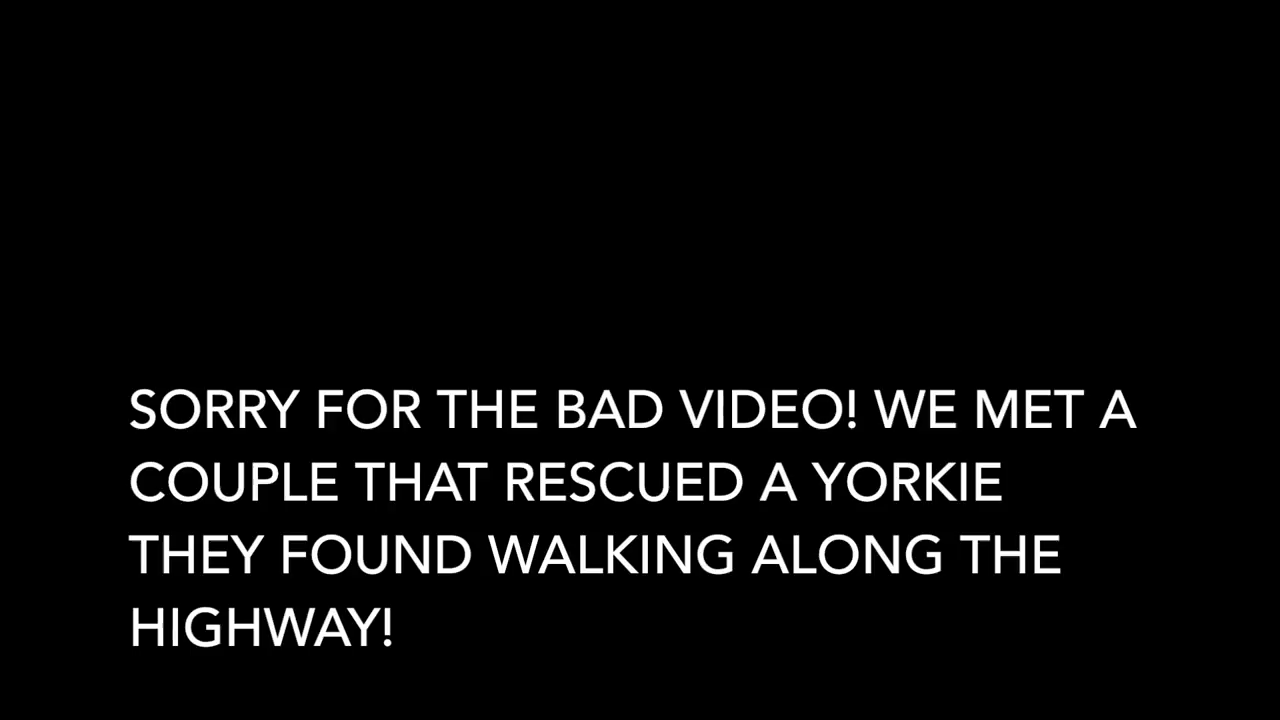 SORRY FOR THE BAD VIDEO! WE MET A
COUPLE THAT RESCUED A YORKIE
THEY FOUND WALKING ALONG THE
HIGHWAY!